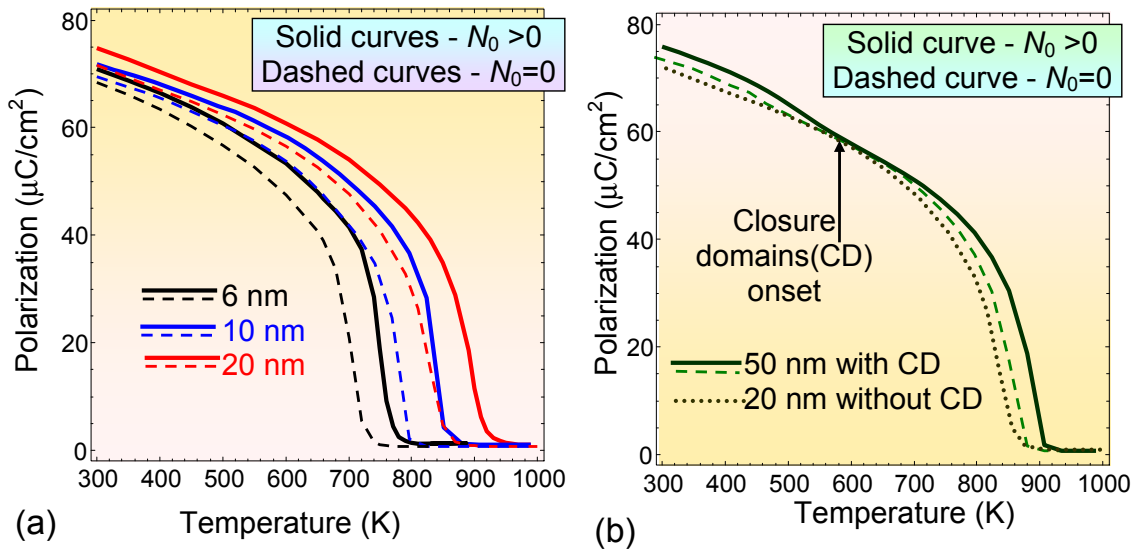 80
60
40
20
0
Polarization (μC/cm²)
Solid curves - N₀ >0
Dashed curves - N₀=0
6 nm
10 nm
20 nm
300 400 500 600 700 800 900 1000
Temperature (K)
(a)
80
60
40
20
0
Polarization (μC/cm²)
Solid curve - N₀ >0
Dashed curve - N₀=0
Closure
domains(CD)
onset
50 nm with CD
20 nm without CD
300 400 500 600 700 800 900 1000
Temperature (K)
(b)